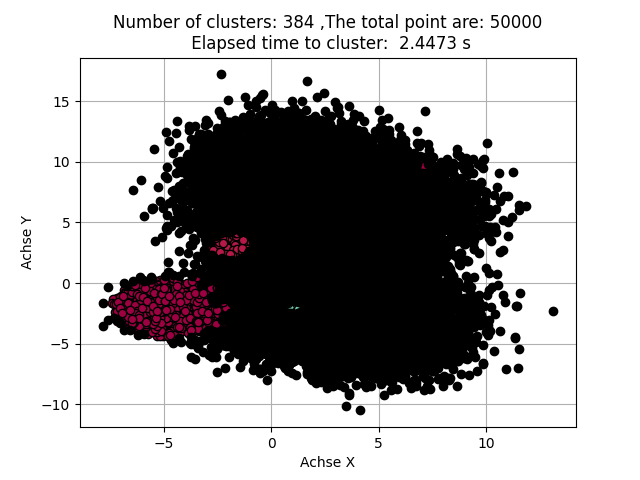 Number of clusters: 384 ,The total point are: 50000
Elapsed time to cluster:  2.4473 s
15
10
5
0
−5
−10
Achse Y
−5 0 5 10
Achse X